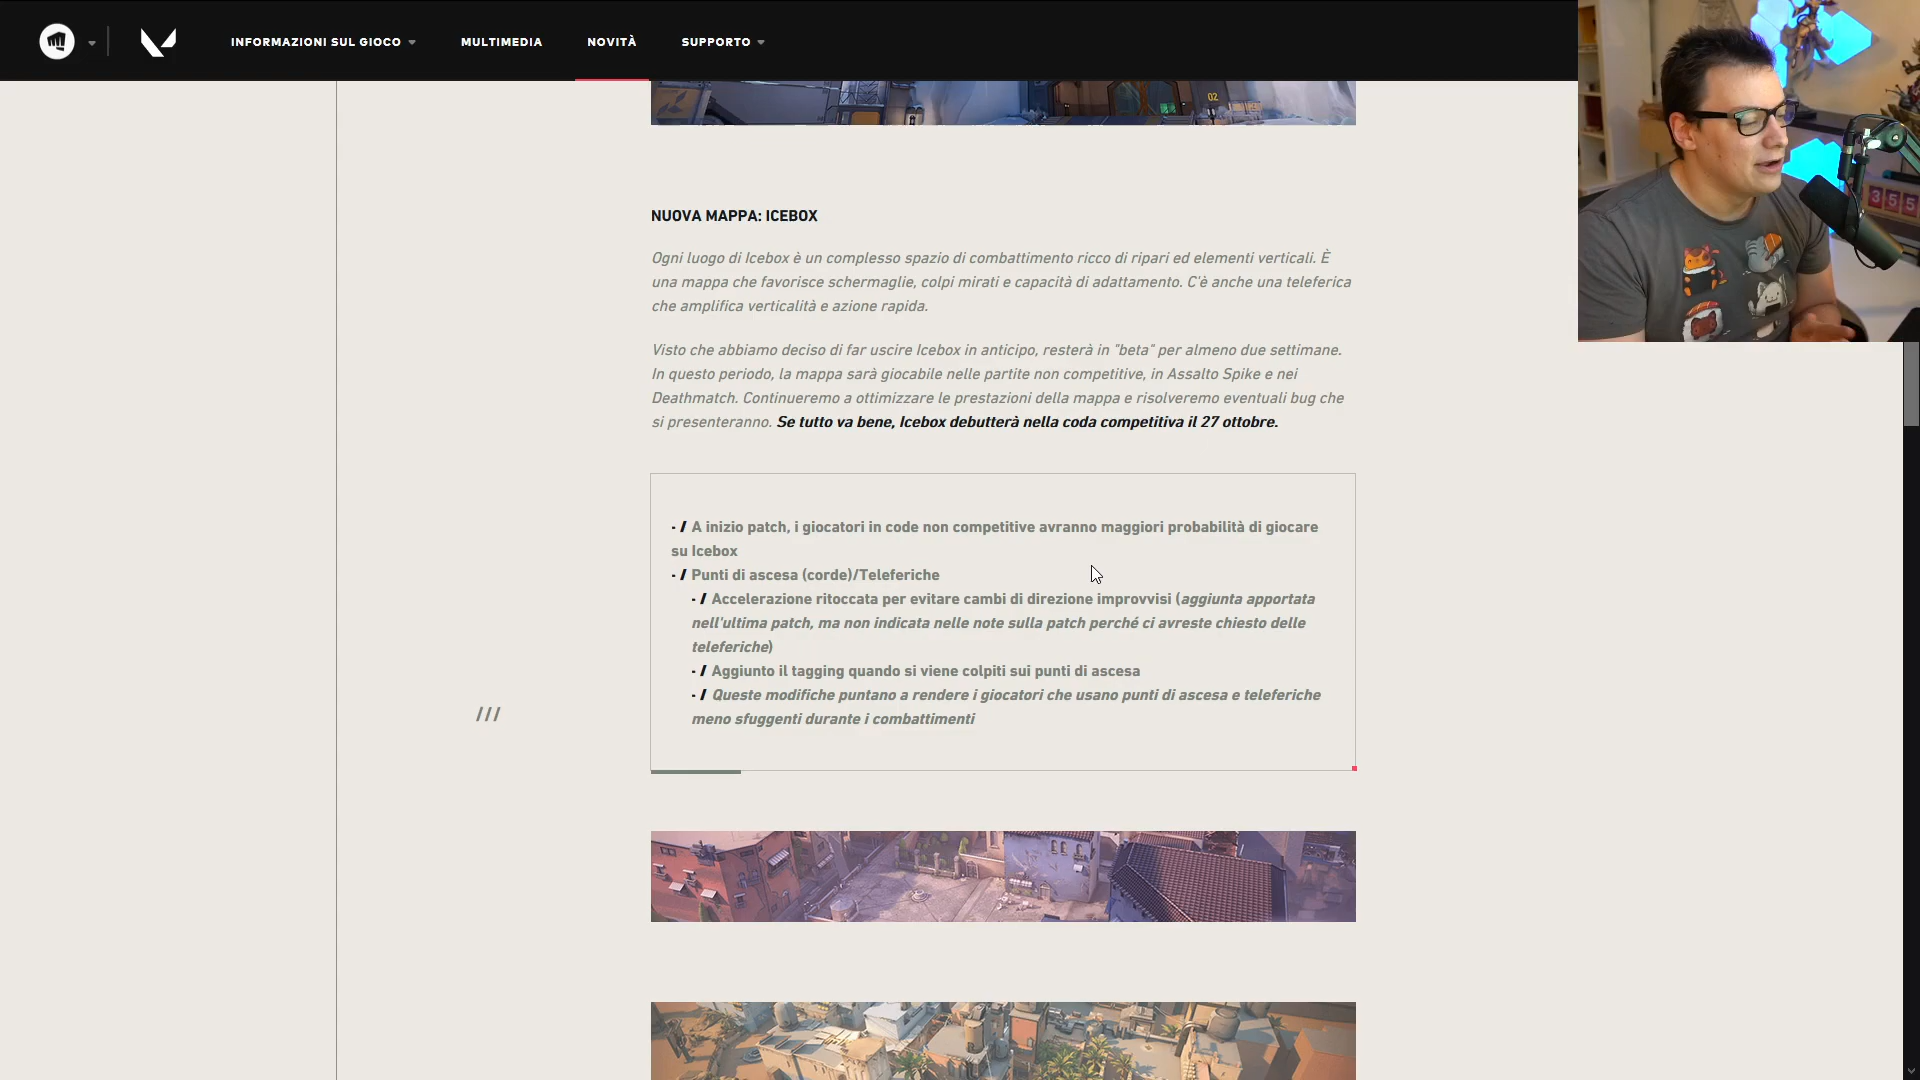 INFORMAZIONI SUL GIOCO MULTIMEDIA NOVITÀ SUPPORTO
02
355
NUOVA MAPPA: ICEBOX
Ogni luogo di Icebox è un complesso spazio di combattimento ricco di ripari ed elementi verticali. È
una mappa che favorisce schermaglie, colpi mirati e capacità di adattamento. C'è anche una teleferica
che amplifica verticalità e azione rapida.
Visto che abbiamo deciso di far uscire Icebox in anticipo, resterà in "beta" per almeno due settimane.
In questo periodo, la mappa sarà giocabile nelle partite non competitive, in Assalto Spike e nei
Deathmatch. Continueremo a ottimizzare le prestazioni della mappa e risolveremo eventuali bug che
si presenteranno. Se tutto va bene, Icebox debutterà nella coda competitiva il 27 ottobre.
- / A inizio patch, i giocatori in code non competitive avranno maggiori probabilità di giocare
su Icebox
- / Punti di ascesa (corde)/Teleferiche
- / Accelerazione ritoccata per evitare cambi di direzione improvvisi (aggiunta apportata
nell'ultima patch, ma non indicata nelle note sulla patch perché ci avreste chiesto delle
teleferiche)
- / Aggiunto il tagging quando si viene colpiti sui punti di ascesa
- / Queste modifiche puntano a rendere i giocatori che usano punti di ascesa e teleferiche
meno sfuggenti durante i combattimenti
///